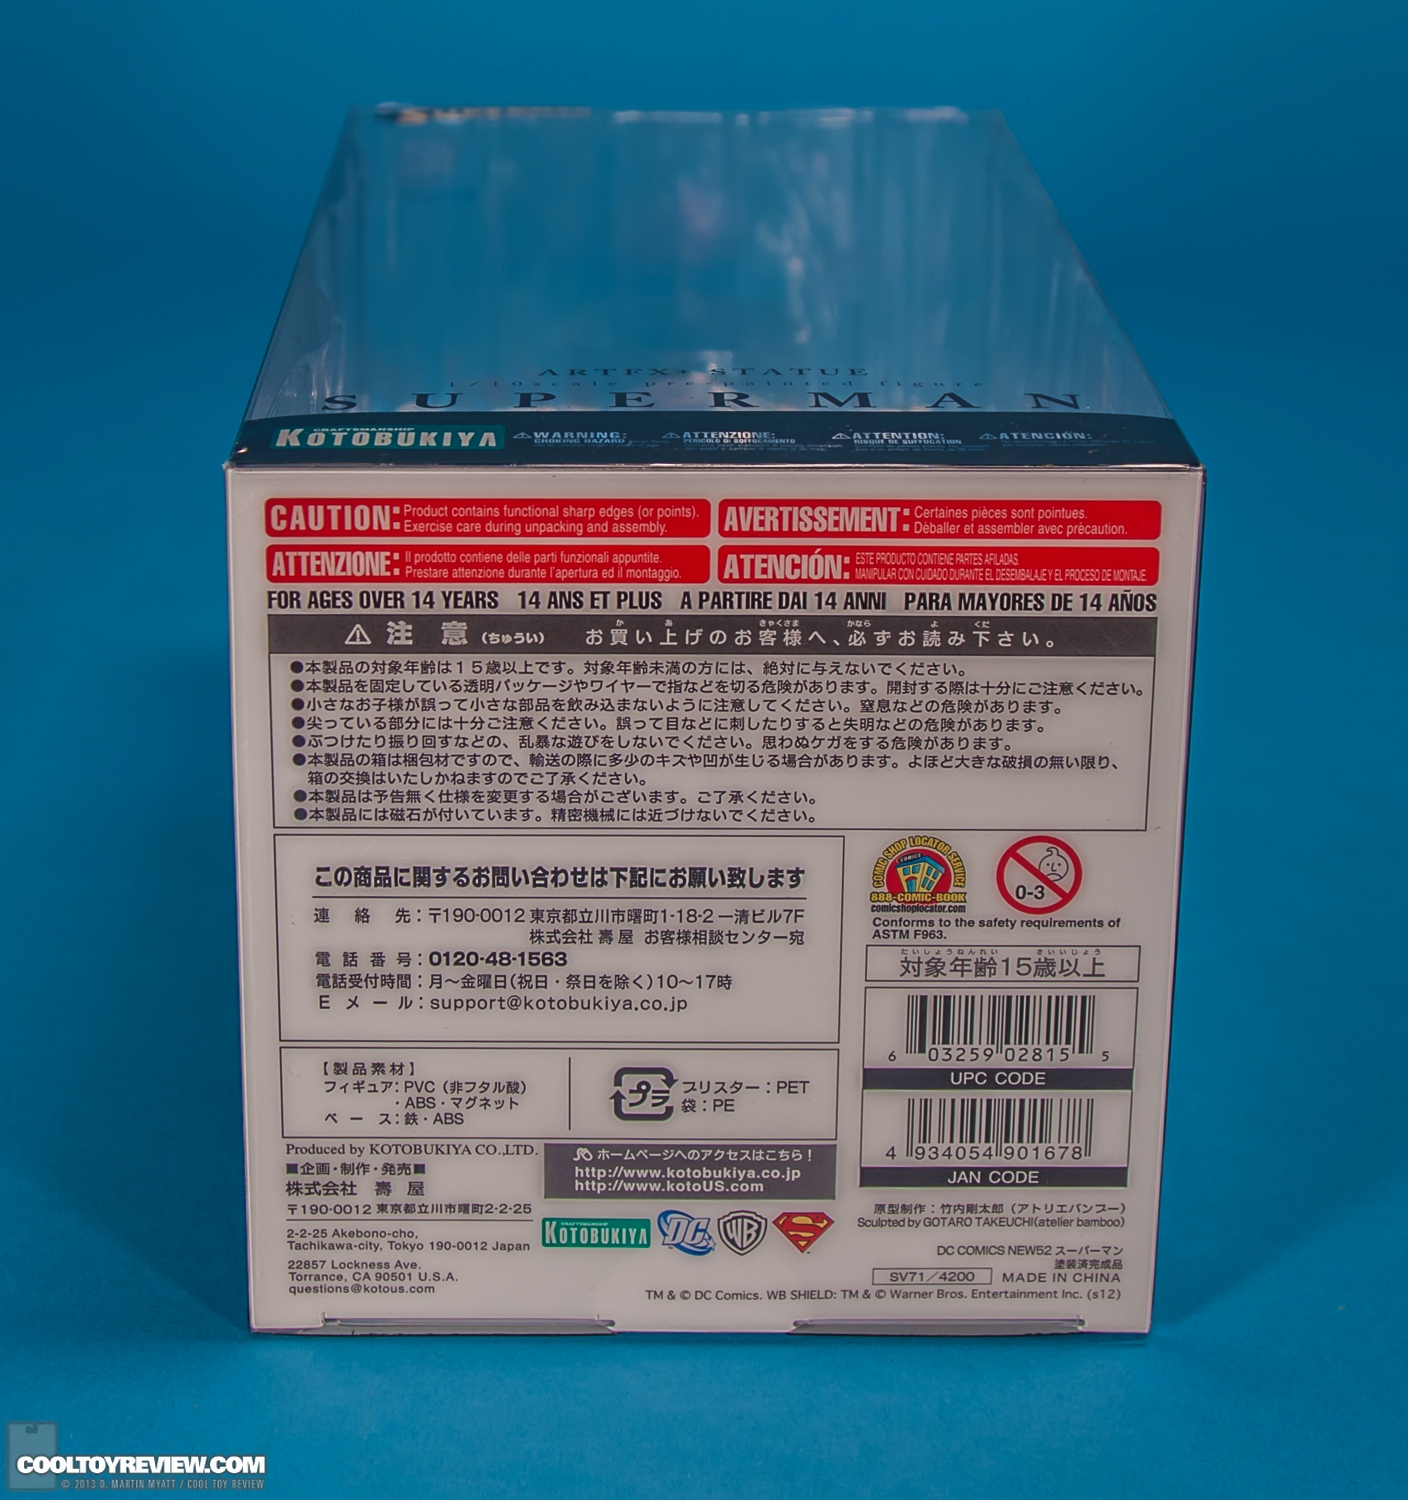 ARTFX+ STATUE
1/10 scale pre-painted figure
SUPERMAN
CRAFTSMANSHIP
KOTOBUKIYA
⚠WARNING:
CHOKING HAZARD
⚠ATTENZIONE:
PERICOLO DI SOFFOCAMENTO
⚠ATTENTION:
RISQUE DE SUFFOCATION
⚠ATENCIÓN:
CAUTION: Product contains functional sharp edges (or points).
Exercise care during unpacking and assembly.
AVERTISSEMENT: Certaines pièces sont pointues.
Déballer et assembler avec précaution.
ATTENZIONE: Il prodotto contiene delle parti funzionali appuntite.
Prestare attenzione durante l'apertura ed il montaggio.
ATENCIÓN: ESTE PRODUCTO CONTIENE PARTES AFILADAS.
MANIPULAR CON CUIDADO DURANTE EL DESEMBALAJE Y EL PROCESO DE MONTAJE.
FOR AGES OVER 14 YEARS 14 ANS ET PLUS A PARTIRE DAI 14 ANNI PARA MAYORES DE 14 AÑOS
か あ きゃくさま かなら よ くだ
⚠注 意(ちゅうい) お買い上げのお客様へ、必ずお読み下さい。
●本製品の対象年齢は15歳以上です。対象年齢未満の方には、絶対に与えないでください。
●本製品を固定している透明パッケージやワイヤーで指などを切る危険があります。開封する際は十分にご注意ください。
●小さなお子様が誤って小さな部品を飲み込まないように注意してください。窒息などの危険があります。
●尖っている部分には十分ご注意ください。誤って目などに刺したりすると失明などの危険があります。
●ぶつけたり振り回すなどの、乱暴な遊びをしないでください。思わぬケガをする危険があります。
●本製品の箱は梱包材ですので、輸送の際に多少のキズや凹が生じる場合があります。よほど大きな破損の無い限り、
箱の交換はいたしかねますのでご了承ください。
●本製品は予告無く仕様を変更する場合がございます。ご了承ください。
●本製品には磁石が付いています。精密機械には近づけないでください。
この商品に関するお問い合わせは下記にお願い致します
連 絡 先:〒190-0012 東京都立川市曙町1-18-2 一清ビル7F
株式会社 壽屋 お客様相談センター宛
電 話 番 号:0120-48-1563
電話受付時間:月〜金曜日(祝日・祭日を除く)10〜17時
E メ ー ル:support@kotobukiya.co.jp
COMIC SHOP LOCATOR SERVICE
COMICS
888-COMIC-BOOK
comicshoplocator.com
0-3
Conforms to the safety requirements of
ASTM F963.
たいしょうねんれい さいいじょう
対象年齢15歳以上
6 03259 02815 5
UPC CODE
4 934054 901678
JAN CODE
【製品素材】
フィギュア:PVC(非フタル酸)
・ABS・マグネット
ベ ー ス:鉄・ABS
プラ
ブリスター:PET
袋:PE
Produced by KOTOBUKIYA CO.,LTD.
■企画・制作・発売■
株式会社 壽 屋
〒190-0012 東京都立川市曙町2-2-25
2-2-25 Akebono-cho,
Tachikawa-city, Tokyo 190-0012 Japan
22857 Lockness Ave.
Torrance, CA 90501 U.S.A.
questions@kotous.com
ホームページへのアクセスはこちら!
http://www.kotobukiya.co.jp
http://www.kotoUS.com
CRAFTSMANSHIP
KOTOBUKIYA
DC
WB
S
原型制作:竹内剛太郎(アトリエバンブー)
Sculpted by GOTARO TAKEUCHI(atelier bamboo)
DC COMICS NEW52 スーパーマン
塗装済完成品
SV71/4200 MADE IN CHINA
TM & © DC Comics. WB SHIELD: TM & © Warner Bros. Entertainment Inc. (s12)
COOLTOYREVIEW.COM
© 2013 D. MARTIN MYATT / COOL TOY REVIEW